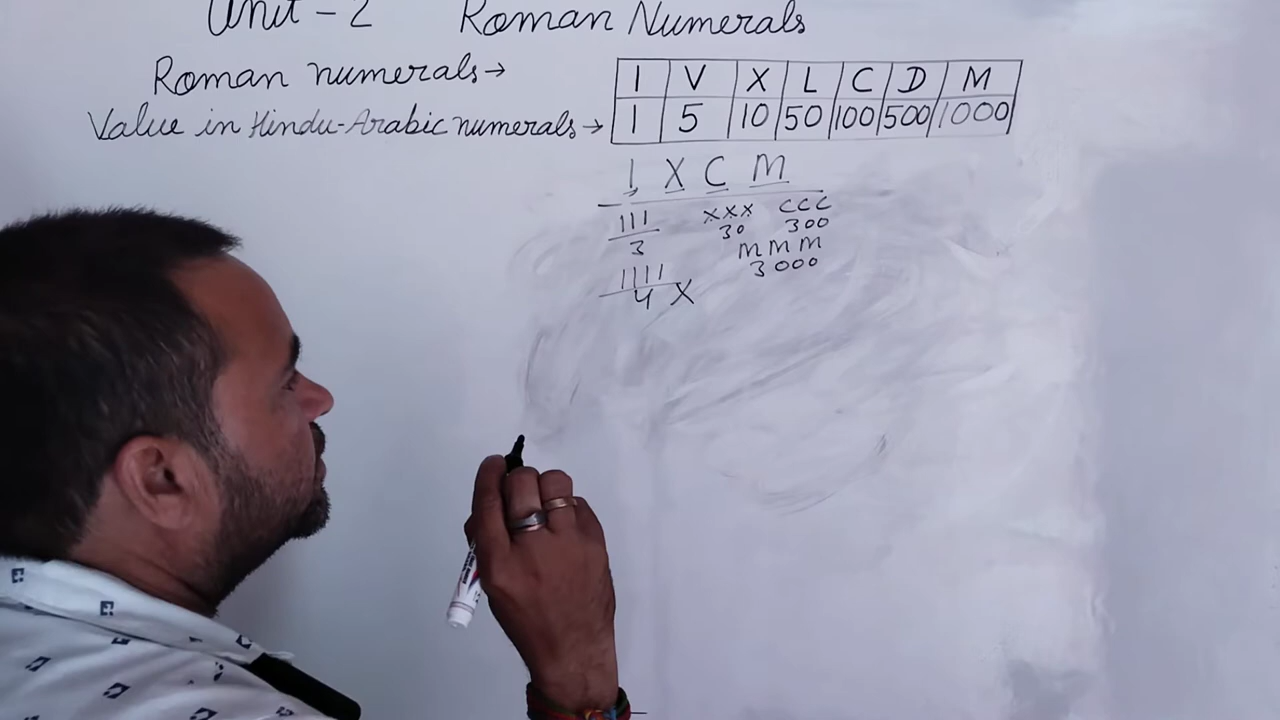 Unit - 2 Roman Numerals
Roman numerals→ I V X L C D M
Value in Hindu-Arabic numerals→ 1 5 10 50 100 500 1000
I X C M
III XXX CCC
3 30 300
MMM
3000
IIII
4 X